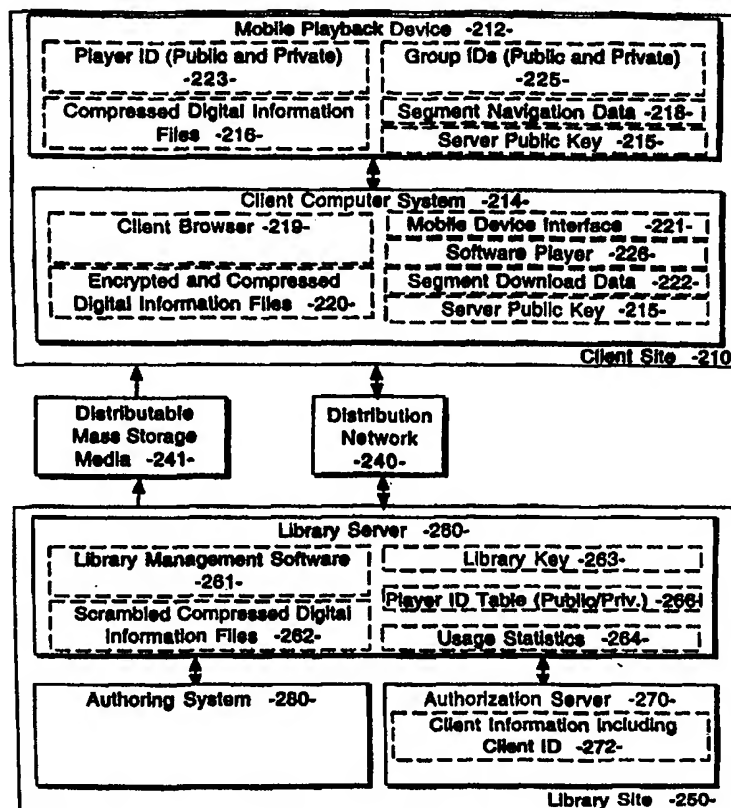 Mobile Playback Device -212-
Player ID (Public and Private)
-223-
Group IDs (Public and Private)
-225-
Compressed Digital Information
Files -216-
Segment Navigation Data -218-
Server Public Key -215-
Client Computer System -214-
Client Browser -219-
Mobile Device Interface -221-
Software Player -226-
Encrypted and Compressed
Digital Information Files -220-
Segment Download Data -222-
Server Public Key -215-
Client Site -210
Distributable
Mass Storage
Media -241-
Distribution
Network
-240-
Library Server -260-
Library Management Software
-261-
Library Key -263-
Player ID Table (Public/Priv.) -266-
Scrambled Compressed Digital
Information Files -262-
Usage Statistics -264-
Authoring System -280-
Authorization Server -270-
Client Information Including
Client ID -272-
Library Site -250-